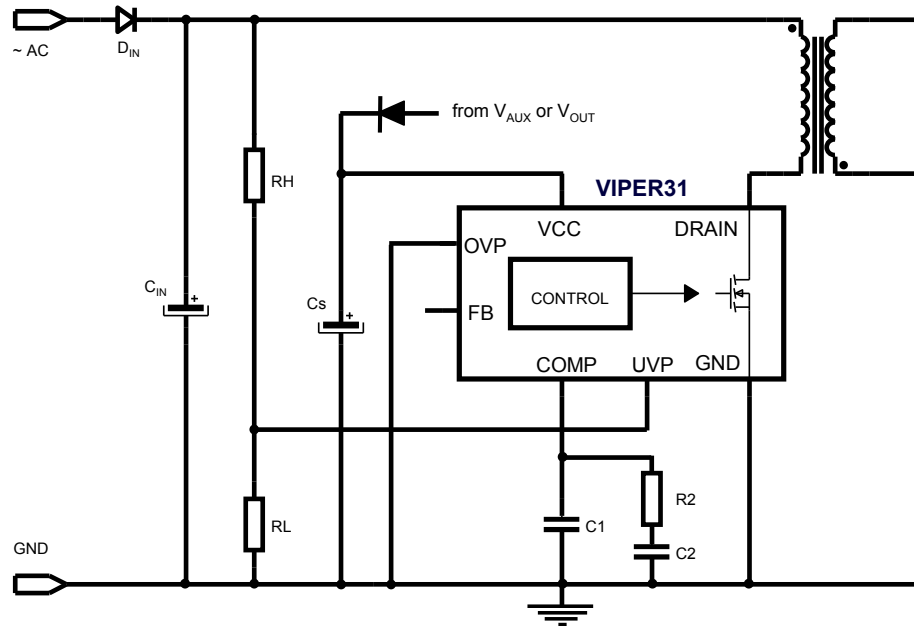 ~ AC
D_IN
from V_AUX or V_OUT
RH
VIPER31
VCC
DRAIN
OVP
C_IN
+
Cs
+
CONTROL
FB
COMP
UVP
GND
R2
RL
C1
C2
GND